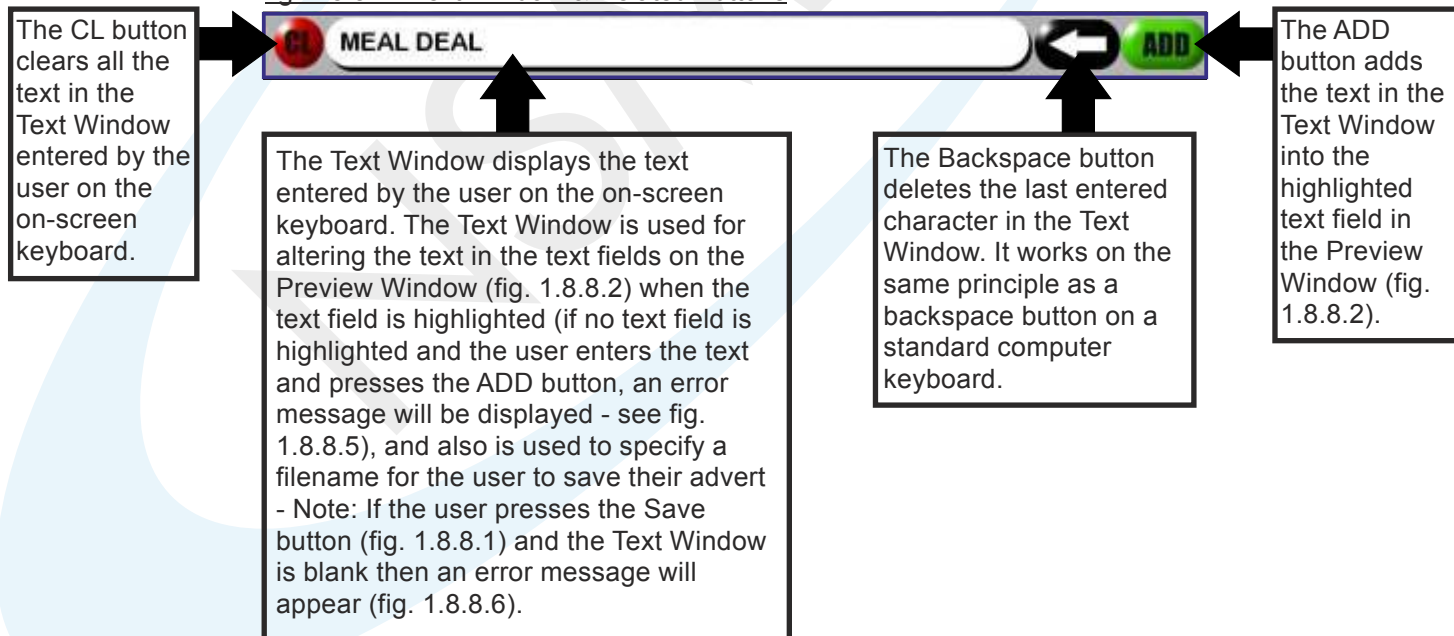 The CL button
clears all the
text in the
Text Window
entered by the
user on the
on-screen
keyboard.
CL
MEAL DEAL
ADD
The Text Window displays the text
entered by the user on the on-screen
keyboard. The Text Window is used for
altering the text in the text fields on the
Preview Window (fig. 1.8.8.2) when the
text field is highlighted (if no text field is
highlighted and the user enters the text
and presses the ADD button, an error
message will be displayed - see fig.
1.8.8.5), and also is used to specify a
filename for the user to save their advert
- Note: If the user presses the Save
button (fig. 1.8.8.1) and the Text Window
is blank then an error message will
appear (fig. 1.8.8.6).
The Backspace button
deletes the last entered
character in the Text
Window. It works on the
same principle as a
backspace button on a
standard computer
keyboard.
The ADD
button adds
the text in the
Text Window
into the
highlighted
text field in
the Preview
Window (fig.
1.8.8.2).